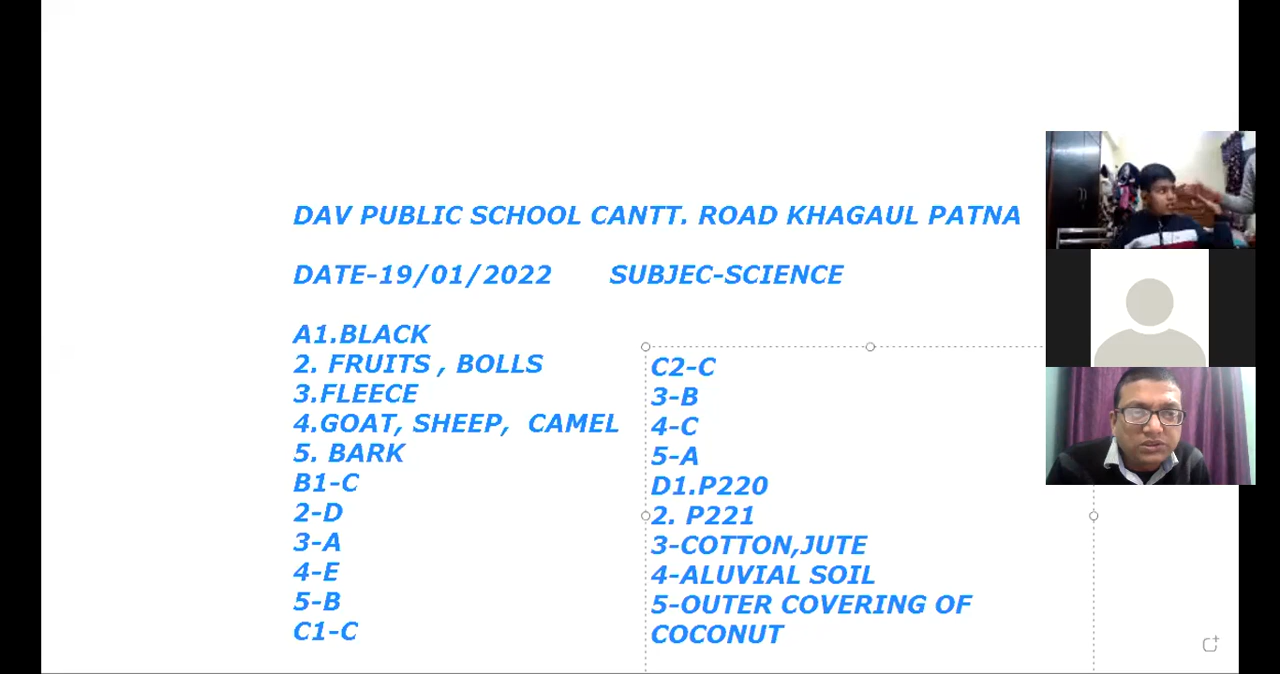 DAV PUBLIC SCHOOL CANTT. ROAD KHAGAUL PATNA
DATE-19/01/2022 SUBJEC-SCIENCE
A1.BLACK
2. FRUITS , BOLLS
3.FLEECE
4.GOAT, SHEEP, CAMEL
5. BARK
B1-C
2-D
3-A
4-E
5-B
C1-C
C2-C
3-B
4-C
5-A
D1.P220
2. P221
3-COTTON,JUTE
4-ALUVIAL SOIL
5-OUTER COVERING OF
COCONUT